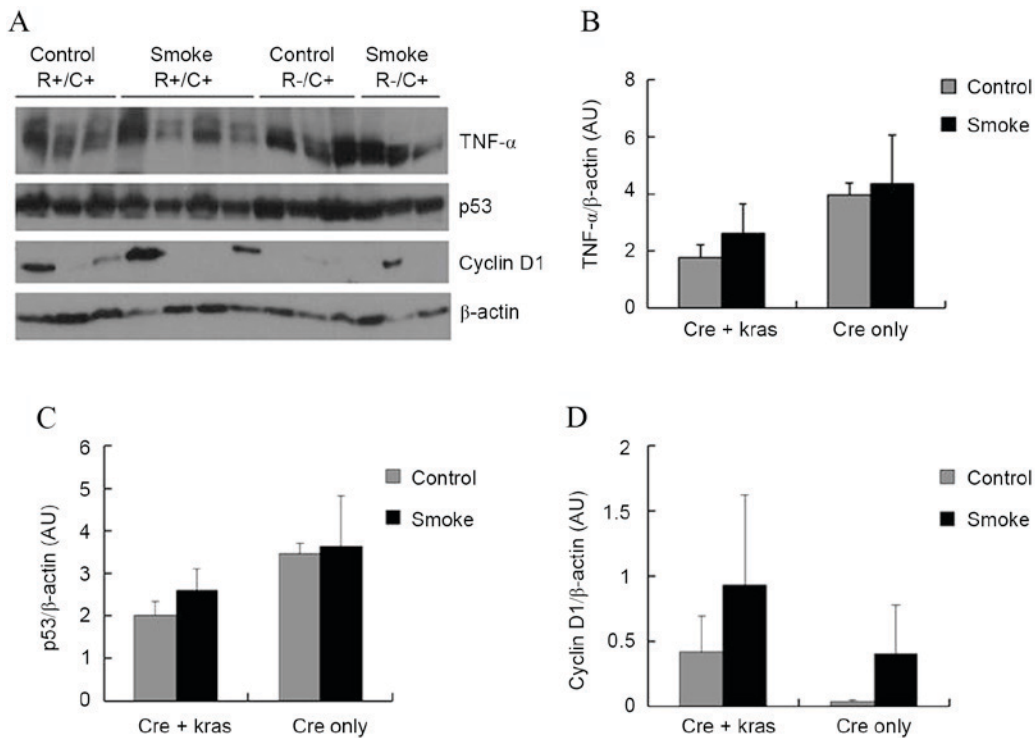 A
Control Smoke Control Smoke
R+/C+ R+/C+ R-/C+ R-/C+
TNF-α
p53
Cyclin D1
β-actin
B
TNF-α/β-actin (AU)
8
6
4
2
0
Cre + kras Cre only
Control
Smoke
C
p53/β-actin (AU)
6
5
4
3
2
1
0
Cre + kras Cre only
Control
Smoke
D
Cyclin D1/β-actin (AU)
2
1.5
1
0.5
0
Cre + kras Cre only
Control
Smoke